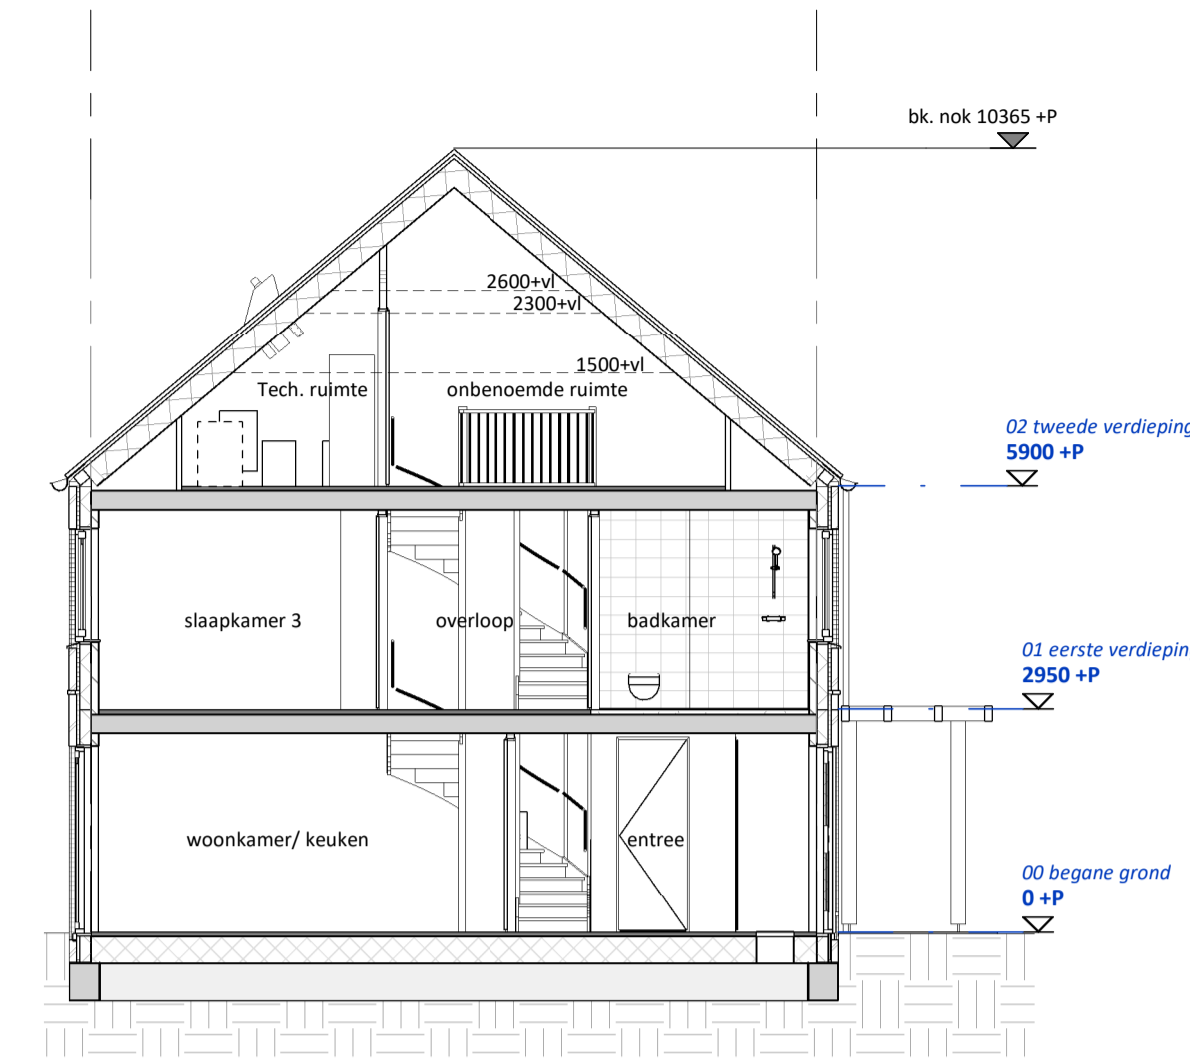 bk. nok 10365 +P
2600+vl
2300+vl
1500+vl
Tech. ruimte
onbenoemde ruimte
02 tweede verdieping
5900 +P
slaapkamer 3
overloop
badkamer
01 eerste verdiepin
2950 +P
woonkamer/ keuken
entree
00 begane grond
0 +P